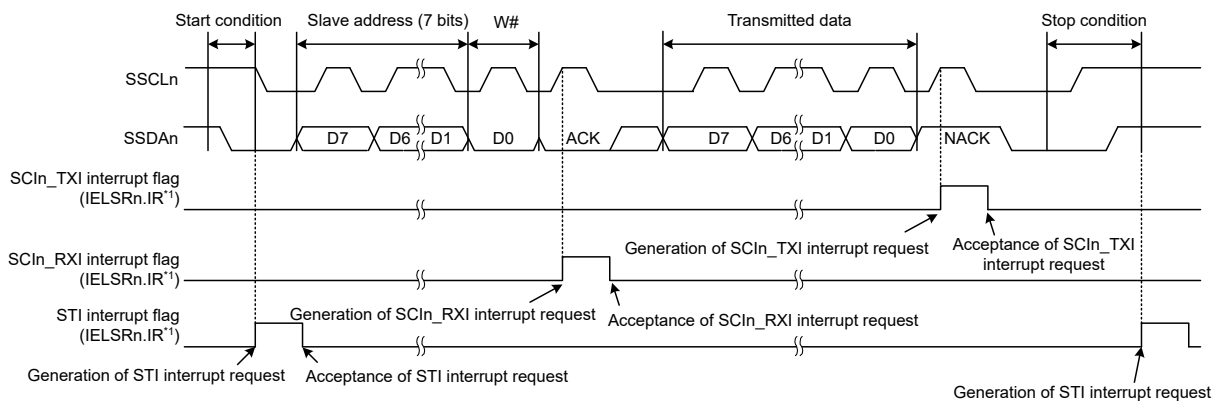 Start condition
Slave address (7 bits)
W#
Transmitted data
Stop condition
SSCLn
SSDAn
D7
D6
D1
D0
ACK
D7
D6
D1
D0
NACK
SCIn_TXI interrupt flag
(IELSRn.IR*1)
Generation of SCIn_TXI interrupt request
Acceptance of SCIn_TXI
interrupt request
SCIn_RXI interrupt flag
(IELSRn.IR*1)
Generation of SCIn_RXI interrupt request
Acceptance of SCIn_RXI interrupt request
STI interrupt flag
(IELSRn.IR*1)
Generation of STI interrupt request
Acceptance of STI interrupt request
Generation of STI interrupt request